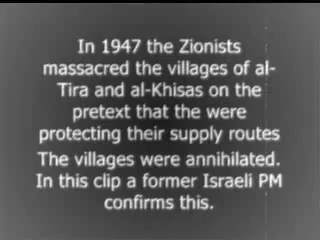 In 1947 the Zionists
massacred the villages of al-
Tira and al-Khisas on the
pretext that the were
protecting their supply routes
The villages were annihilated.
In this clip a former Israeli PM
confirms this.